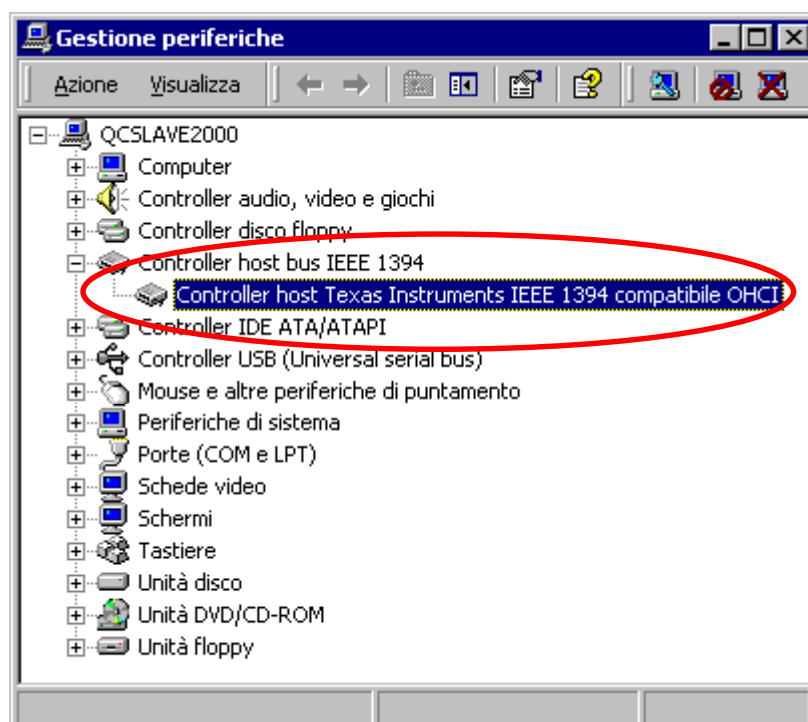 Gestione periferiche
Azione Visualizza
QCSLAVE2000
Computer
Controller audio, video e giochi
Controller disco floppy
Controller host bus IEEE 1394
Controller host Texas Instruments IEEE 1394 compatibile OHCI
Controller IDE ATA/ATAPI
Controller USB (Universal serial bus)
Mouse e altre periferiche di puntamento
Periferiche di sistema
Porte (COM e LPT)
Schede video
Schermi
Tastiere
Unità disco
Unità DVD/CD-ROM
Unità floppy